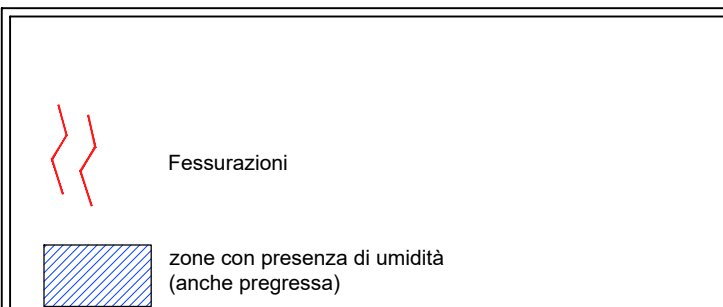 Fessurazioni
zone con presenza di umidità
(anche pregressa)